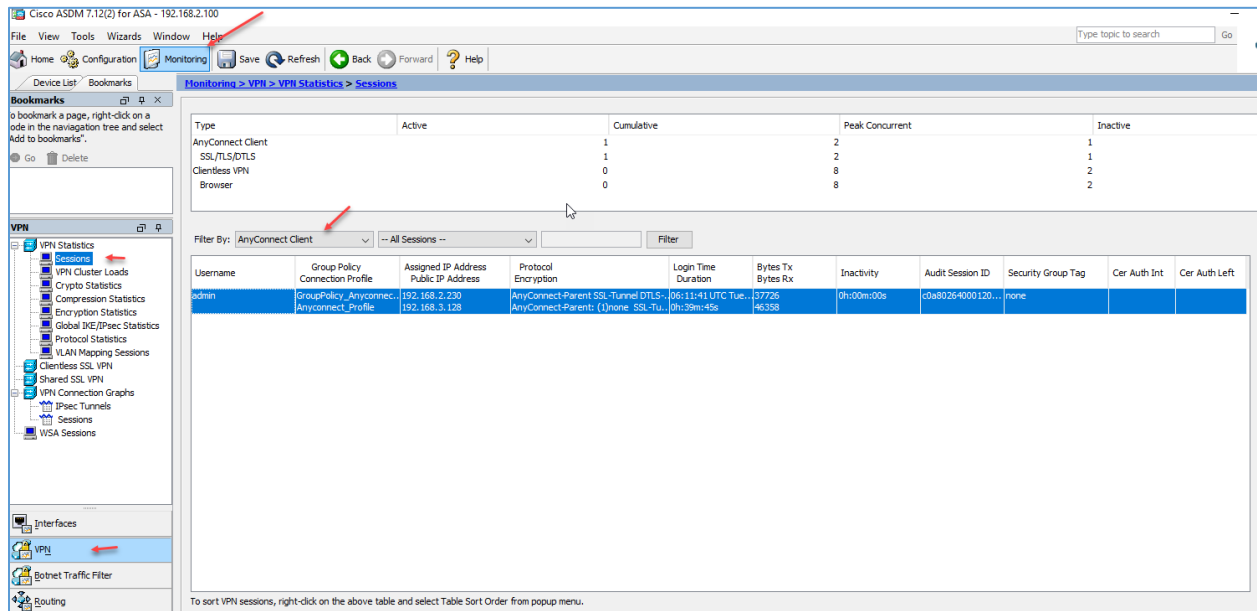 Cisco ASDM 7.12(2) for ASA - 192.168.2.100
File View Tools Wizards Window Help
Type topic to search Go
Home Configuration Monitoring Save Refresh Back Forward Help
Device List Bookmarks
Monitoring > VPN > VPN Statistics > Sessions
Bookmarks
o bookmark a page, right-click on a
ode in the naviagation tree and select
Add to bookmarks".
Go Delete
Type Active Cumulative Peak Concurrent Inactive
AnyConnect Client 1 2 1
SSL/TLS/DTLS 1 2 1
Clientless VPN 0 8 2
Browser 0 8 2
VPN
VPN Statistics
Sessions
VPN Cluster Loads
Crypto Statistics
Compression Statistics
Encryption Statistics
Global IKE/IPsec Statistics
Protocol Statistics
VLAN Mapping Sessions
Clientless SSL VPN
Shared SSL VPN
VPN Connection Graphs
IPsec Tunnels
Sessions
WSA Sessions
Interfaces
VPN
Botnet Traffic Filter
Routing
Filter By: AnyConnect Client -- All Sessions -- Filter
Username Group Policy Assigned IP Address Protocol Login Time Bytes Tx Inactivity Audit Session ID Security Group Tag Cer Auth Int Cer Auth Left
Connection Profile Public IP Address Encryption Duration Bytes Rx
admin GroupPolicy_Anyconnec... 192.168.2.230 AnyConnect-Parent SSL-Tunnel DTLS-... 06:11:41 UTC Tue... 37726 0h:00m:00s c0a80264000120... none
Anyconnect_Profile 192.168.3.128 AnyConnect-Parent: (1)none SSL-Tu... 0h:39m:45s 46358
To sort VPN sessions, right-click on the above table and select Table Sort Order from popup menu.